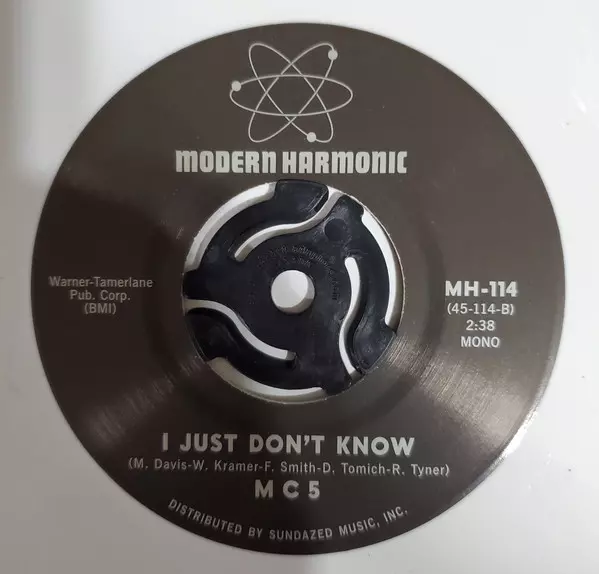 MODERN HARMONIC
Warner-Tamerlane
Pub. Corp.
(BMI)
MH-114
(45-114-B)
2:38
MONO
I JUST DON'T KNOW
(M. Davis-W. Kramer-F. Smith-D. Tomich-R. Tyner)
M C 5
DISTRIBUTED BY SUNDAZED MUSIC, INC.